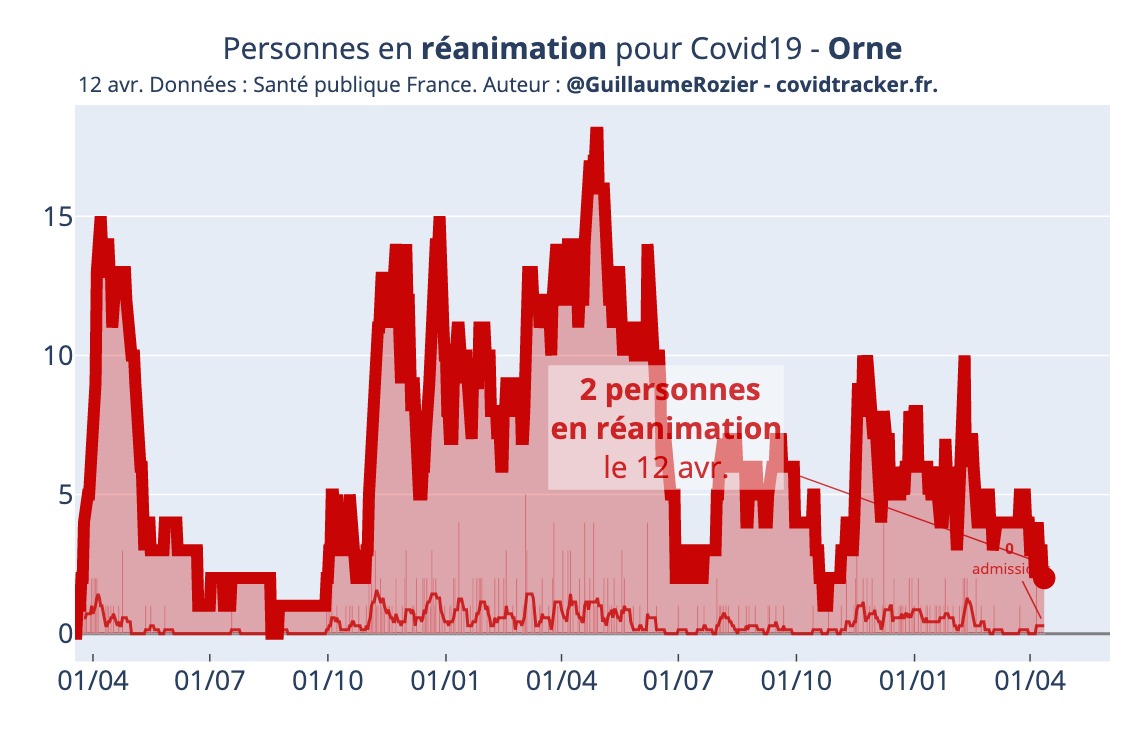 Personnes en réanimation pour Covid19 - Orne
12 avr. Données : Santé publique France. Auteur : @GuillaumeRozier - covidtracker.fr.
15
10
5
0
2 personnes
en réanimation
le 12 avr.
0
01/04 01/07 01/10 01/01 01/04 01/07 01/10 01/01 01/04